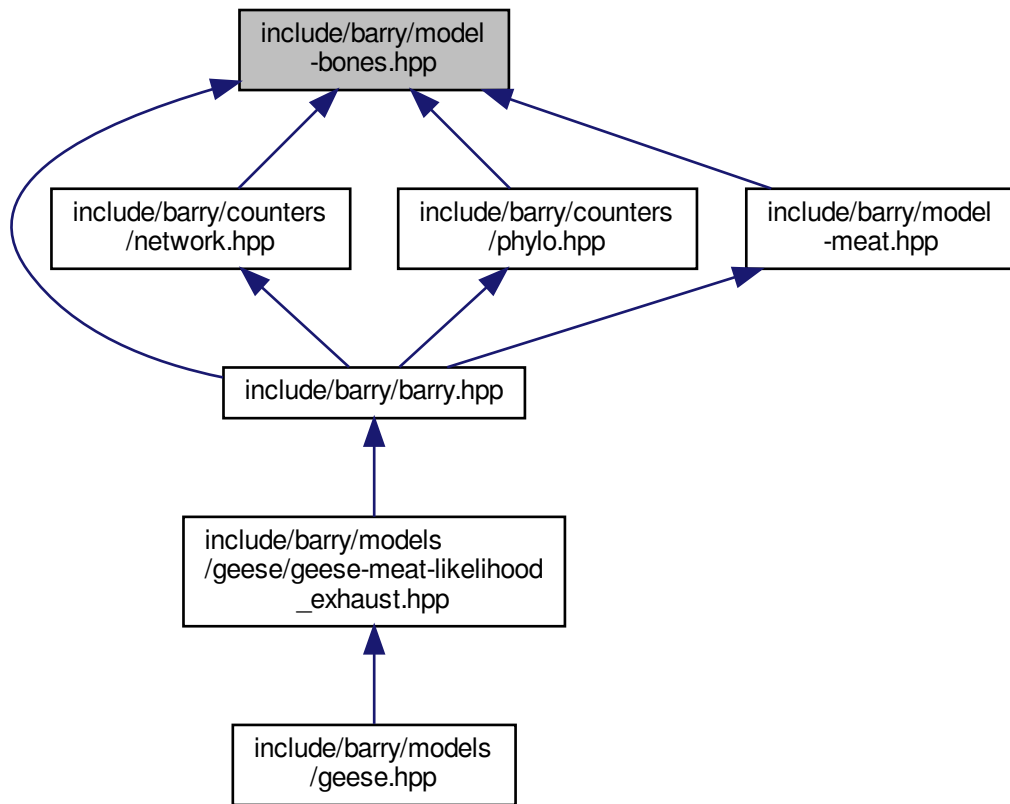 include/barry/model
-bones.hpp
include/barry/counters
/network.hpp
include/barry/counters
/phylo.hpp
include/barry/model
-meat.hpp
include/barry/barry.hpp
include/barry/models
/geese/geese-meat-likelihood
_exhaust.hpp
include/barry/models
/geese.hpp